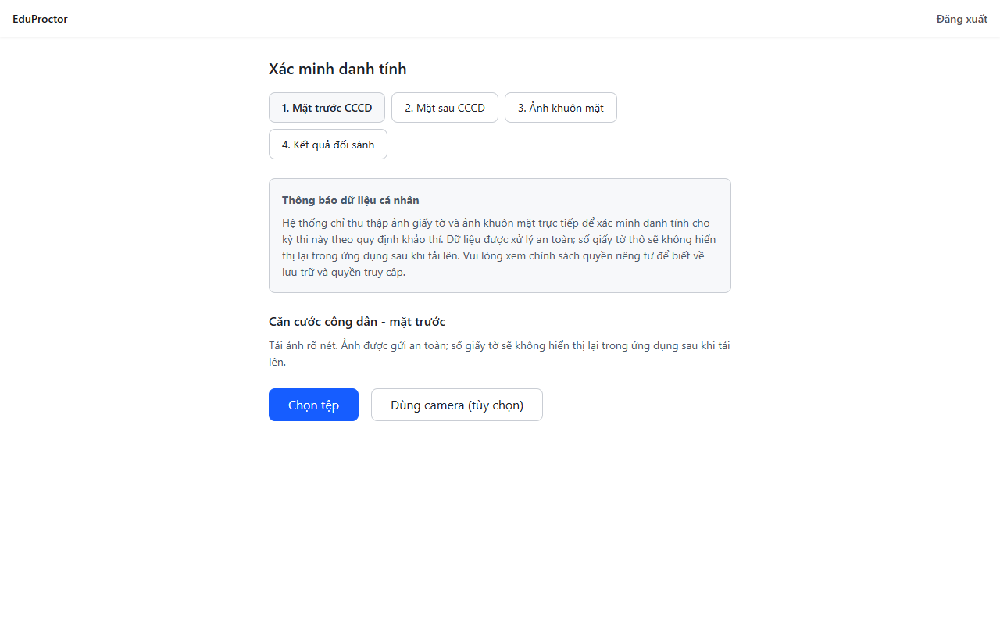 EduProctor
Đăng xuất
Xác minh danh tính
1. Mặt trước CCCD
2. Mặt sau CCCD
3. Ảnh khuôn mặt
4. Kết quả đối sánh
Thông báo dữ liệu cá nhân
Hệ thống chỉ thu thập ảnh giấy tờ và ảnh khuôn mặt trực tiếp để xác minh danh tính cho
kỳ thi này theo quy định khảo thí. Dữ liệu được xử lý an toàn; số giấy tờ thô sẽ không hiển
thị lại trong ứng dụng sau khi tải lên. Vui lòng xem chính sách quyền riêng tư để biết về
lưu trữ và quyền truy cập.
Căn cước công dân - mặt trước
Tải ảnh rõ nét. Ảnh được gửi an toàn; số giấy tờ sẽ không hiển thị lại trong ứng dụng sau khi tải
lên.
Chọn tệp
Dùng camera (tùy chọn)